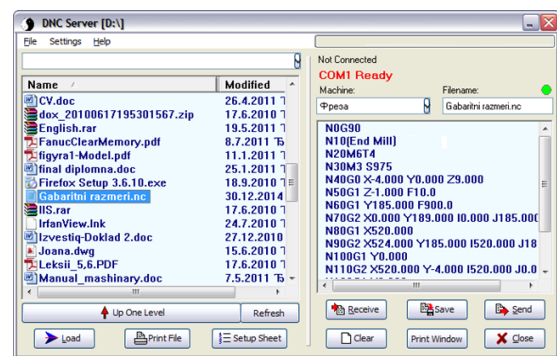 DNC Server [D:\]
File Settings Help
Name Modified
CV.doc 26.4.2011
dox_20100617195301567.zip 17.6.2010
English.rar 19.5.2011
FanucClearMemory.pdf 8.7.2011
figyra1-Model.pdf 11.1.2011
final diplomna.doc 25.1.2011
Firefox Setup 3.6.10.exe 18.9.2010
Gabaritni razmeri.nc 30.12.2014
IIS.rar 17.6.2010
IrfanView.lnk 24.7.2010
Izvestiq-Doklad 2.doc 27.12.2010
Joana.dwg 15.6.2010
Leksii_5,6.PDF 17.6.2010
Manual_mashinary.doc 7.5.2011
Up One Level Refresh
Load Print File Setup Sheet
Not Connected
COM1 Ready
Machine: Filename:
Фреза Gabaritni razmeri.nc
N0G90
N10(End Mill)
N20M6T4
N30M3 S975
N40G0 X-4.000 Y0.000 Z9.000
N50G1 Z-1.000 F10.0
N60G1 Y185.000 F900.0
N70G2 X0.000 Y189.000 I0.000 J185.00
N80G1 X520.000
N90G2 X524.000 Y185.000 I520.000 J18
N100G1 Y0.000
N110G2 X520.000 Y-4.000 I520.000 J0.0
Receive Save Send
Clear Print Window Close